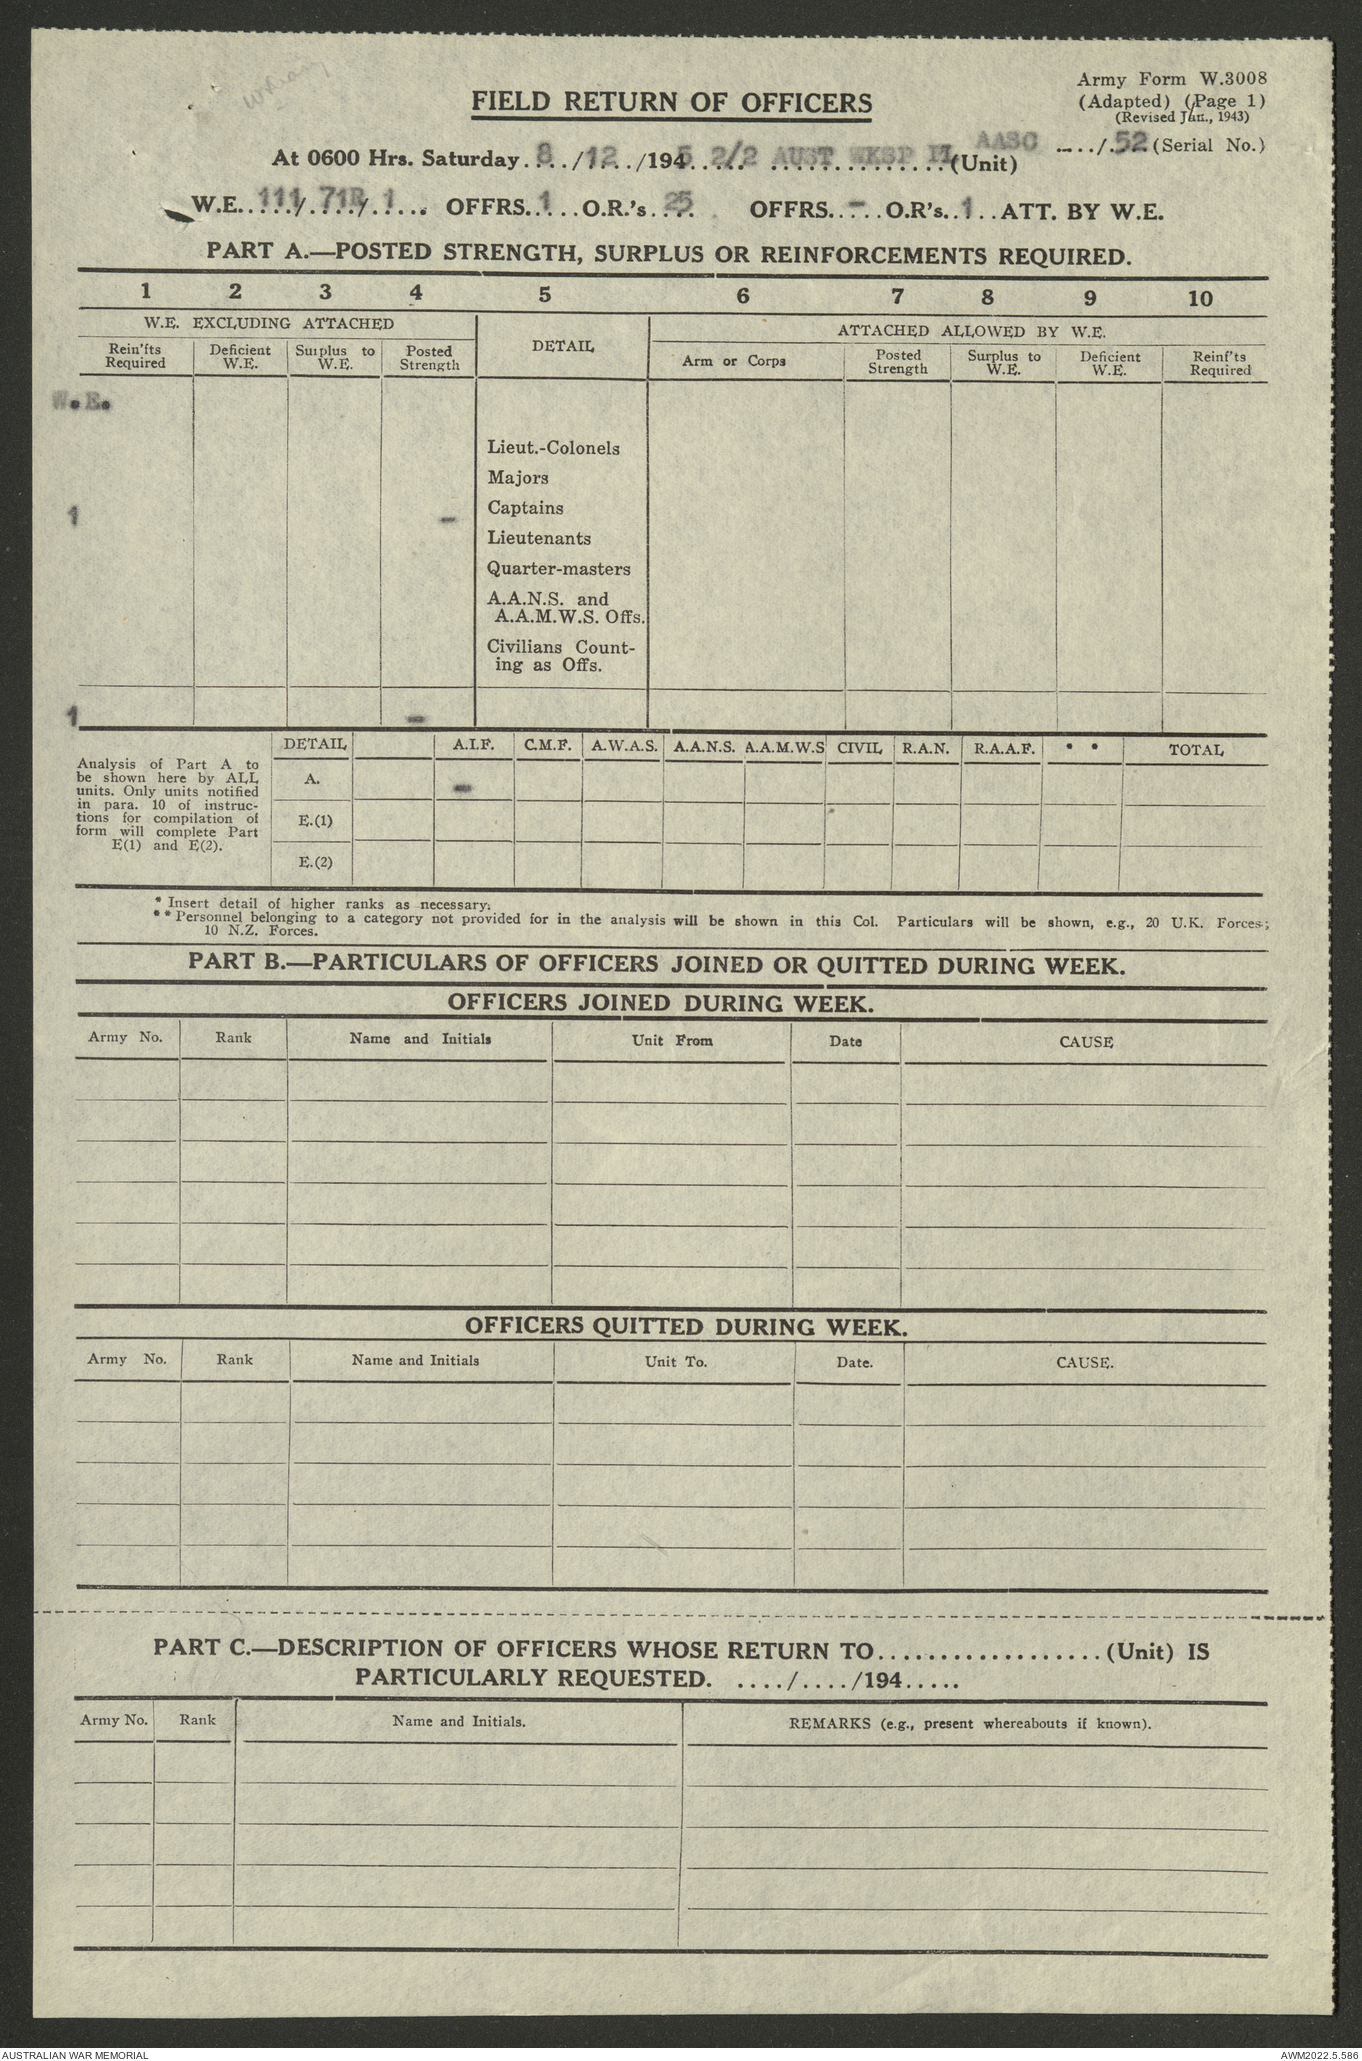 Army Form W.3008
FIELD RETURN OF OFFICERS
(Adapted) (Page 1)
(Revised Jan., 1943)
At 0600 Hrs. Saturday. 8 . ./12. . ./1945 2/2 AUST WKSP PL AASC (Unit) -. . ./.52 (Serial No.)
W.E. 111/ 71R/ 1 . . . OFFRS. 1 . . O.R.'s 25 OFFRS. - . . O.R's. . 1 . . ATT. BY W.E.
PART A.—POSTED STRENGTH, SURPLUS OR REINFORCEMENTS REQUIRED.
1 2 3 4 5 6 7 8 9 10
W.E. EXCLUDING ATTACHED DETAIL ATTACHED ALLOWED BY W.E.
Rein'fts Required Deficient W.E. Surplus to W.E. Posted Strength Arm or Corps Posted Strength Surplus to W.E. Deficient W.E. Reinf'ts Required
W.E.
Lieut.-Colonels
Majors
1 - Captains
Lieutenants
Quarter-masters
A.A.N.S. and
A.A.M.W.S. Offs.
Civilians Count-
ing as Offs.
1 -
DETAIL A.I.F. C.M.F. A.W.A.S. A.A.N.S. A.A.M.W.S CIVIL R.A.N. R.A.A.F. * * TOTAL
Analysis of Part A to
be shown here by ALL
units. Only units notified
in para. 10 of instruc-
tions for compilation of
form will complete Part
E(1) and E(2).
A. -
E.(1)
E.(2)
* Insert detail of higher ranks as necessary.
** Personnel belonging to a category not provided for in the analysis will be shown in this Col. Particulars will be shown, e.g., 20 U.K. Forces;
10 N.Z. Forces.
PART B.—PARTICULARS OF OFFICERS JOINED OR QUITTED DURING WEEK.
OFFICERS JOINED DURING WEEK.
Army No. Rank Name and Initials Unit From Date CAUSE
OFFICERS QUITTED DURING WEEK.
Army No. Rank Name and Initials Unit To. Date. CAUSE.
PART C.—DESCRIPTION OF OFFICERS WHOSE RETURN TO.................. (Unit) IS
PARTICULARLY REQUESTED. ..../..../194.....
Army No. Rank Name and Initials. REMARKS (e.g., present whereabouts if known).
AUSTRALIAN WAR MEMORIAL AWM2022.5.586